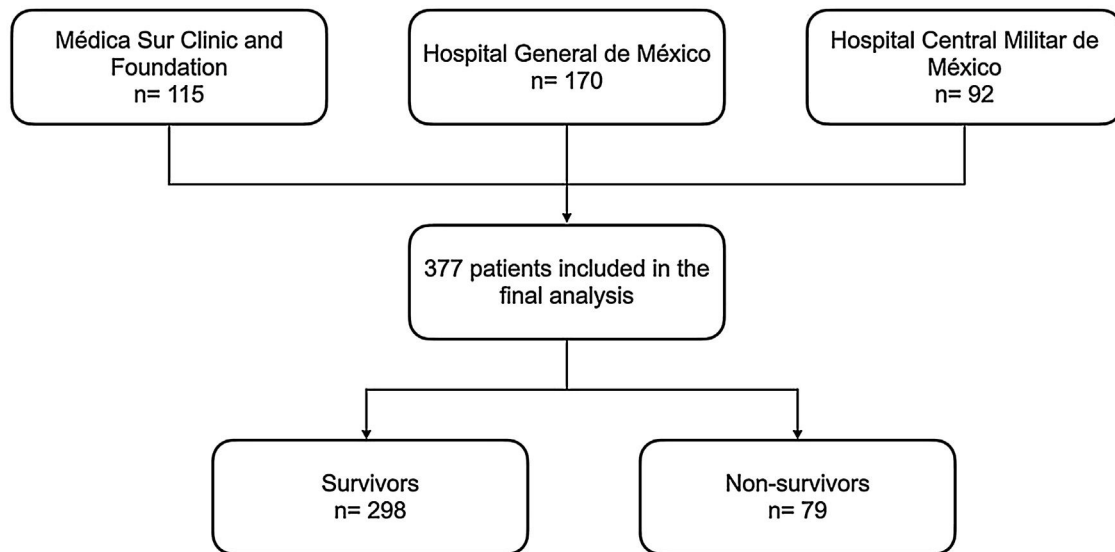 Médica Sur Clinic and
Foundation
n= 115
Hospital General de México
n= 170
Hospital Central Militar de
México
n= 92
377 patients included in the
final analysis
Survivors
n= 298
Non-survivors
n= 79